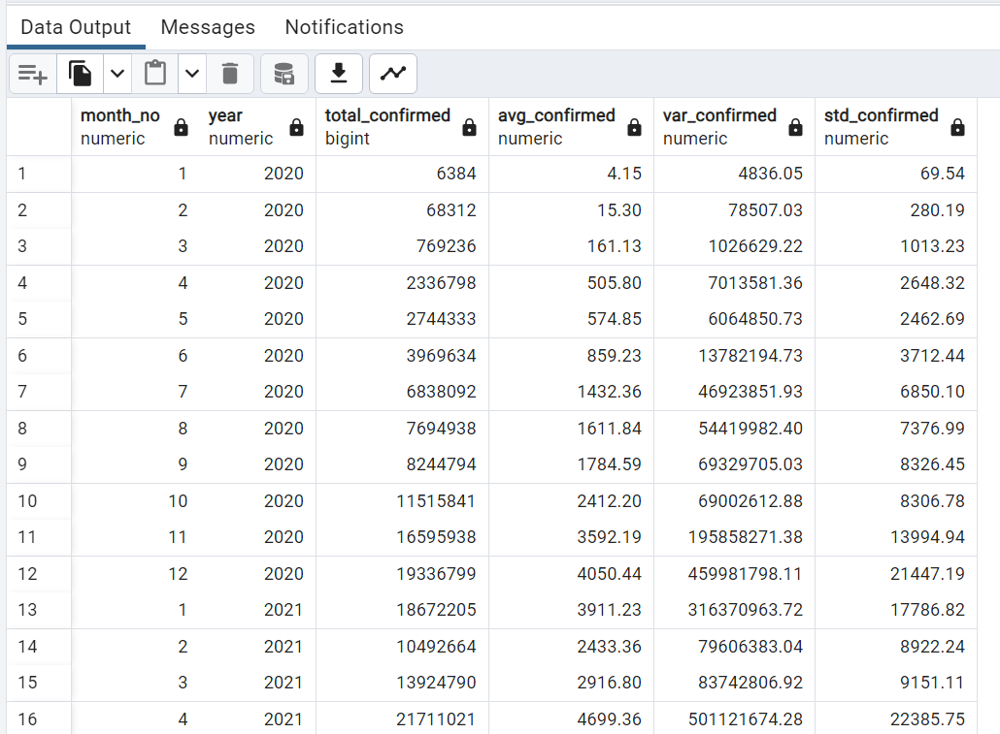 Data Output Messages Notifications
month_no year total_confirmed avg_confirmed var_confirmed std_confirmed
numeric numeric bigint numeric numeric numeric
1 1 2020 6384 4.15 4836.05 69.54
2 2 2020 68312 15.30 78507.03 280.19
3 3 2020 769236 161.13 1026629.22 1013.23
4 4 2020 2336798 505.80 7013581.36 2648.32
5 5 2020 2744333 574.85 6064850.73 2462.69
6 6 2020 3969634 859.23 13782194.73 3712.44
7 7 2020 6838092 1432.36 46923851.93 6850.10
8 8 2020 7694938 1611.84 54419982.40 7376.99
9 9 2020 8244794 1784.59 69329705.03 8326.45
10 10 2020 11515841 2412.20 69002612.88 8306.78
11 11 2020 16595938 3592.19 195858271.38 13994.94
12 12 2020 19336799 4050.44 459981798.11 21447.19
13 1 2021 18672205 3911.23 316370963.72 17786.82
14 2 2021 10492664 2433.36 79606383.04 8922.24
15 3 2021 13924790 2916.80 83742806.92 9151.11
16 4 2021 21711021 4699.36 501121674.28 22385.75